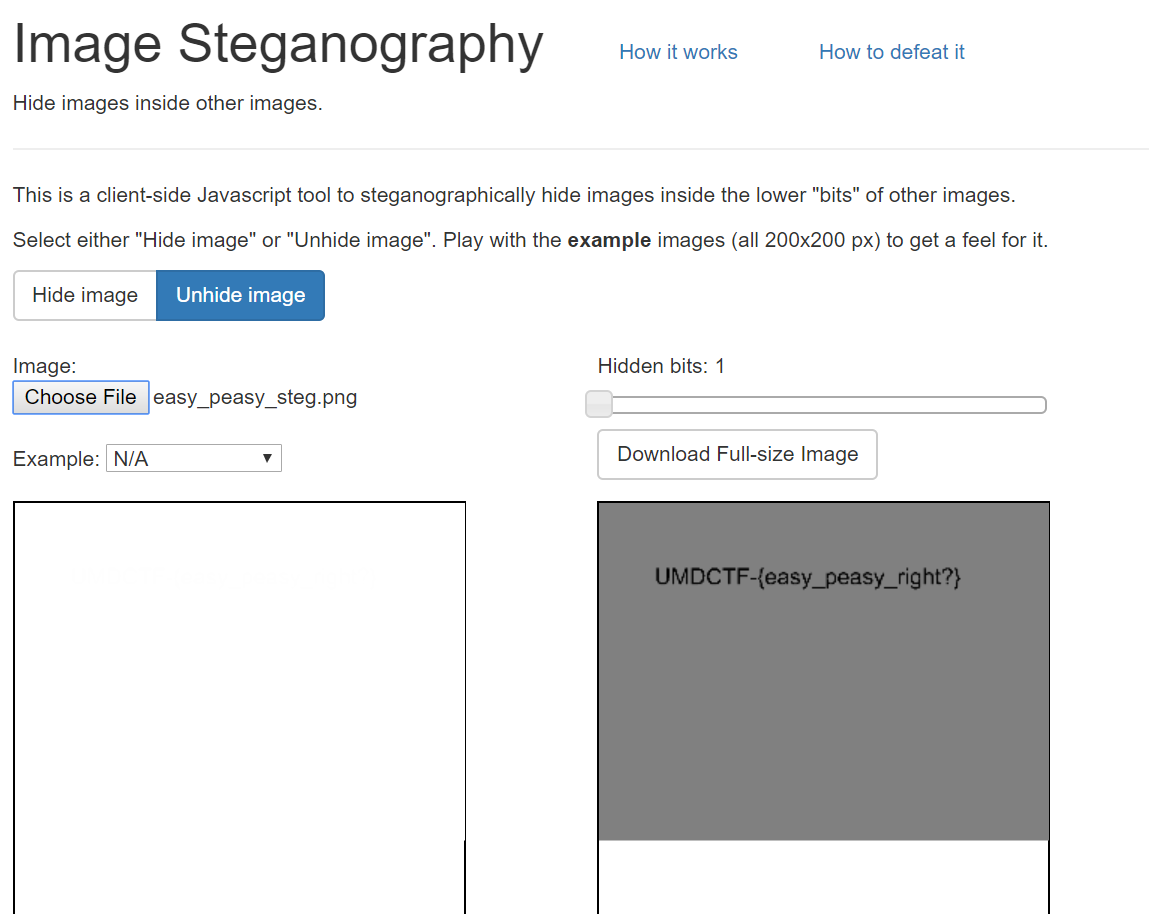 Image Steganography
How it works
How to defeat it
Hide images inside other images.
This is a client-side Javascript tool to steganographically hide images inside the lower "bits" of other images.
Select either "Hide image" or "Unhide image". Play with the example images (all 200x200 px) to get a feel for it.
Hide image
Unhide image
Image:
Choose File easy_peasy_steg.png
Example: N/A
Hidden bits: 1
Download Full-size Image
UMDCTF-{easy_peasy_right?}